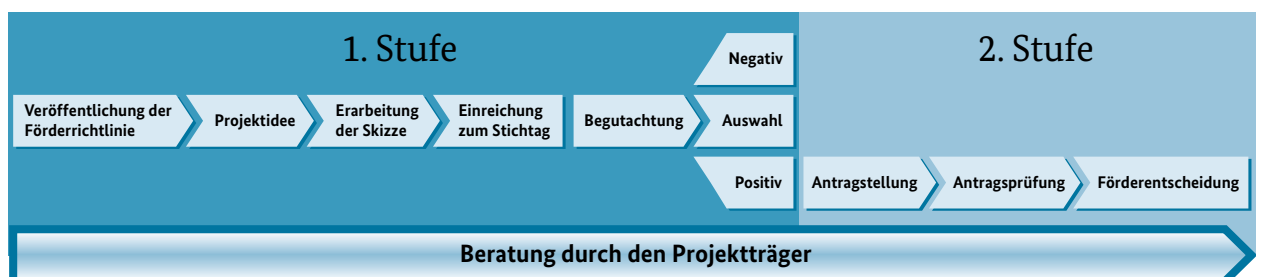 1. Stufe
2. Stufe
Negativ
Veröffentlichung der
Förderrichtlinie
Projektidee
Erarbeitung
der Skizze
Einreichung
zum Stichtag
Begutachtung
Auswahl
Positiv
Antragstellung
Antragsprüfung
Förderentscheidung
Beratung durch den Projektträger